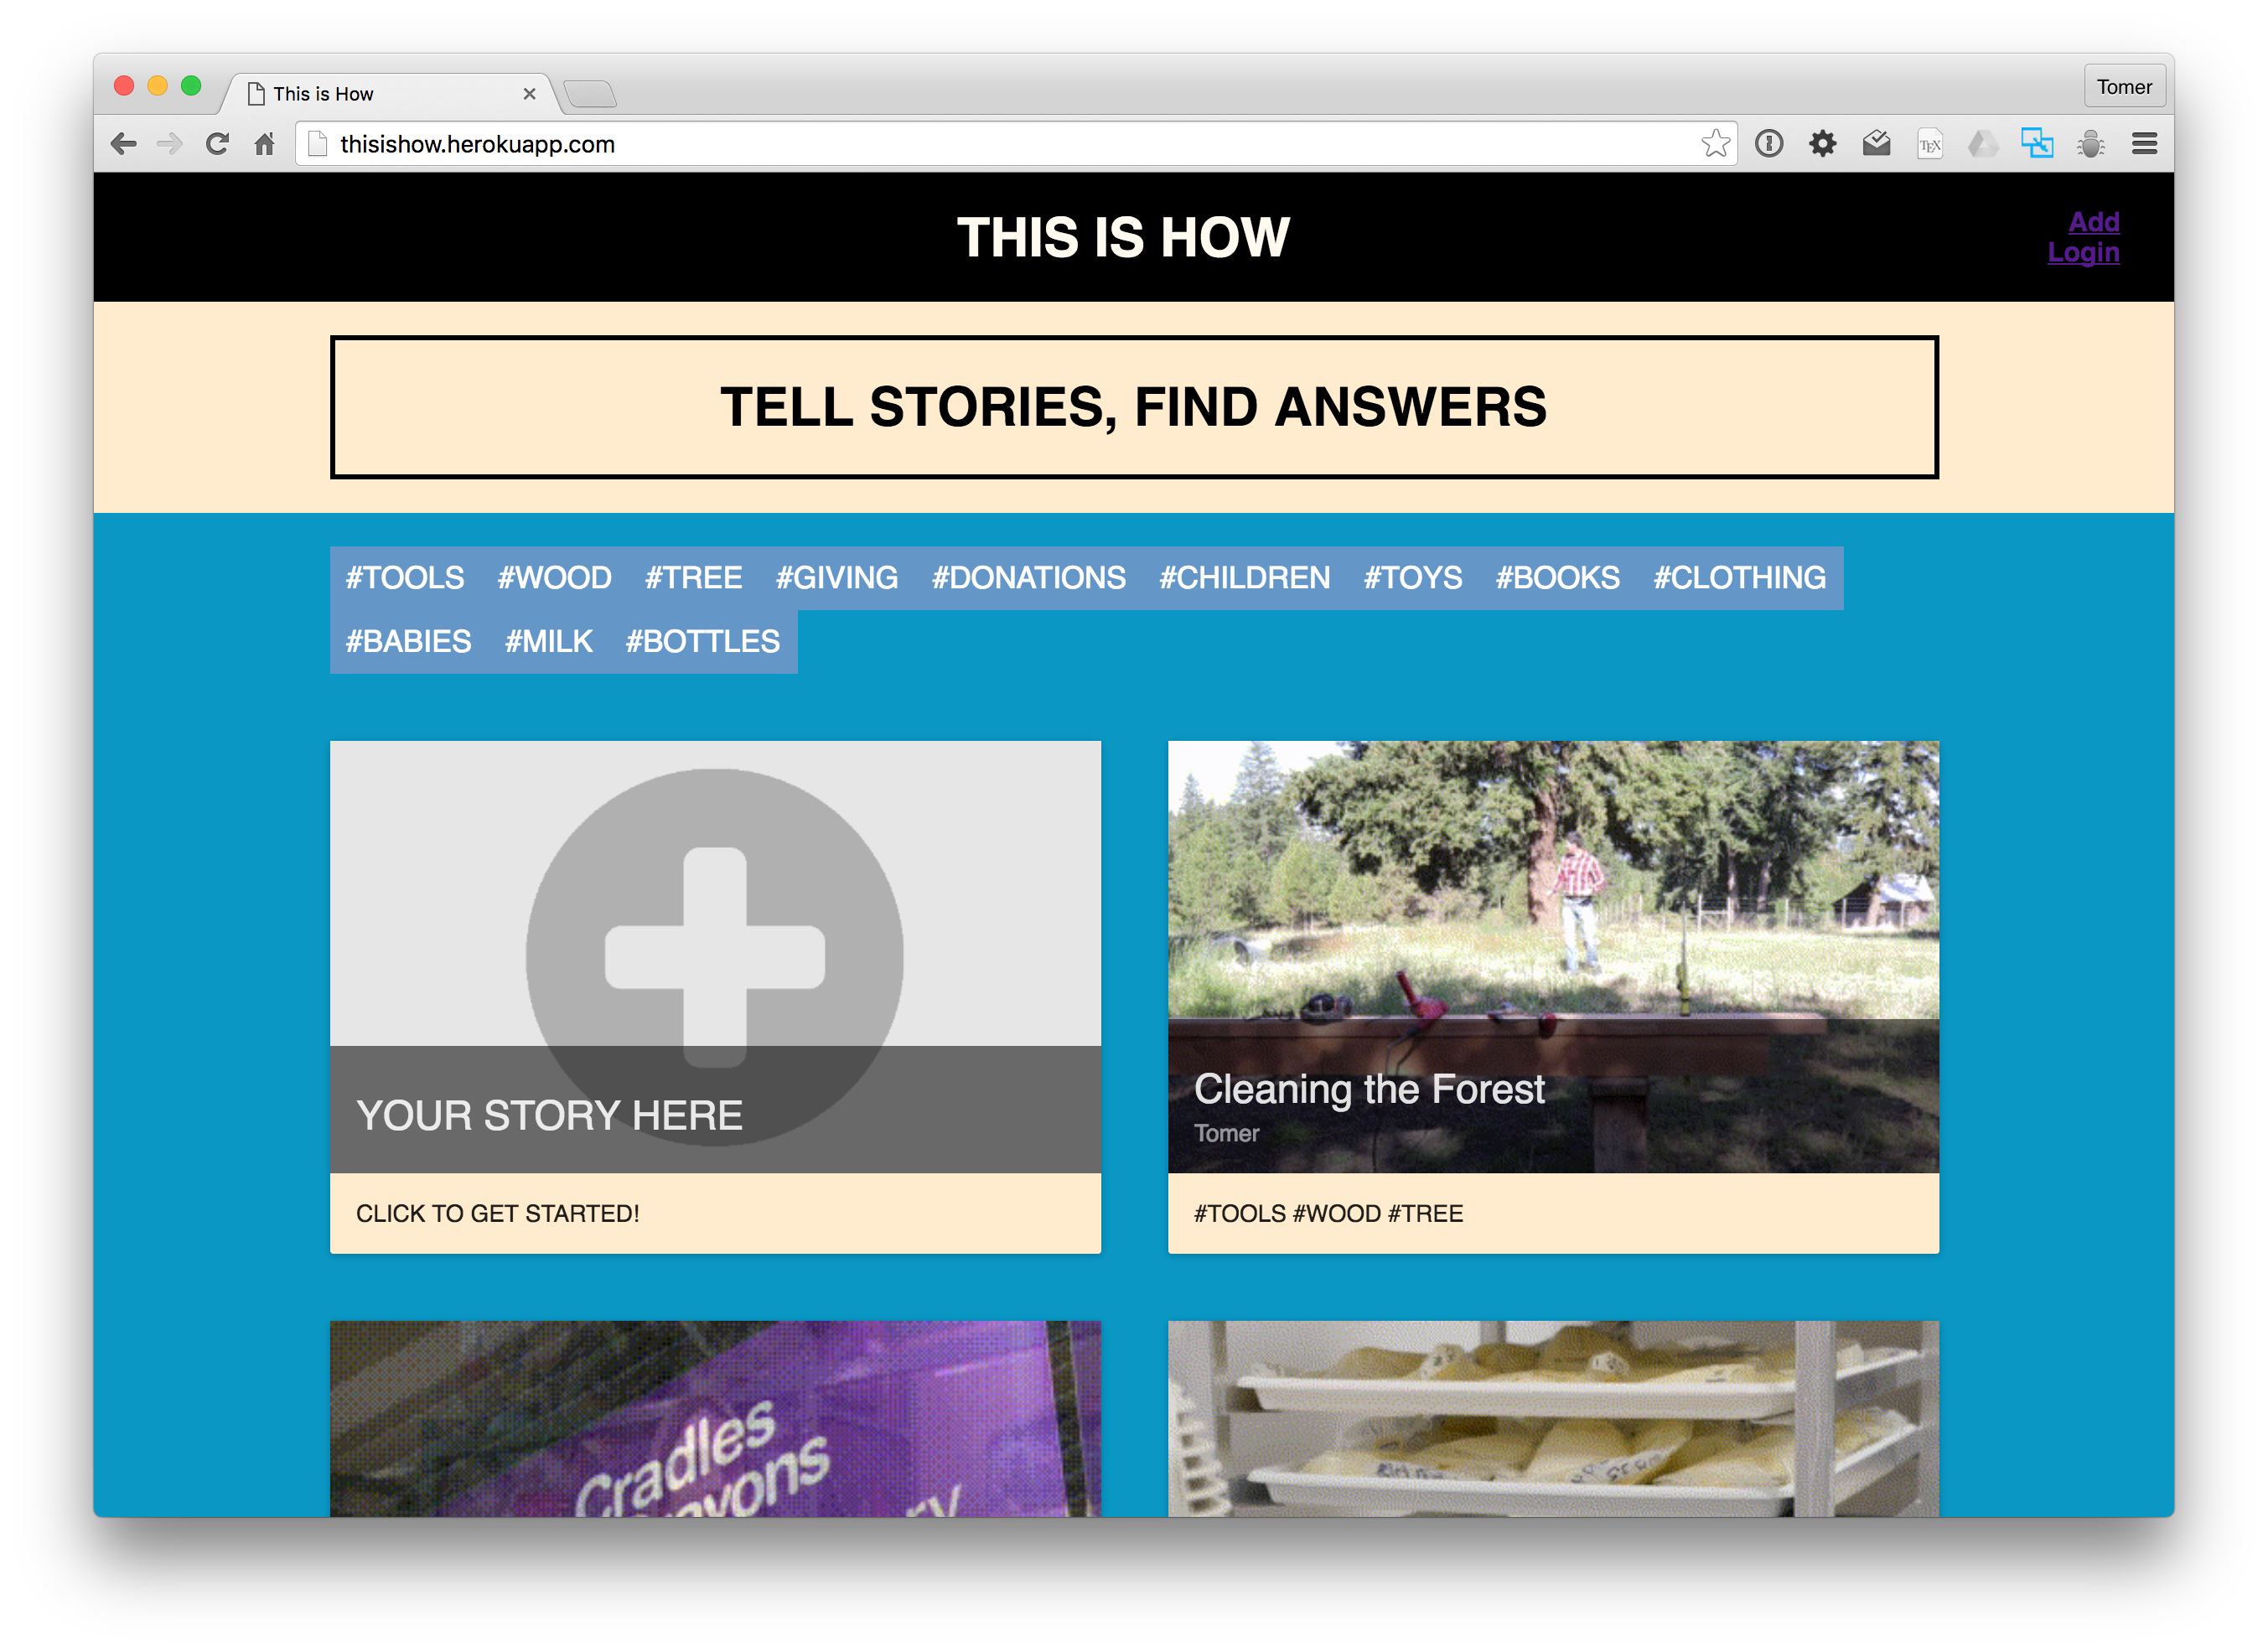 This is How
Tomer
thisishow.herokuapp.com
TEX
THIS IS HOW
Add
Login
TELL STORIES, FIND ANSWERS
#TOOLS #WOOD #TREE #GIVING #DONATIONS #CHILDREN #TOYS #BOOKS #CLOTHING
#BABIES #MILK #BOTTLES
YOUR STORY HERE
CLICK TO GET STARTED!
Cleaning the Forest
Tomer
#TOOLS #WOOD #TREE
Cradles